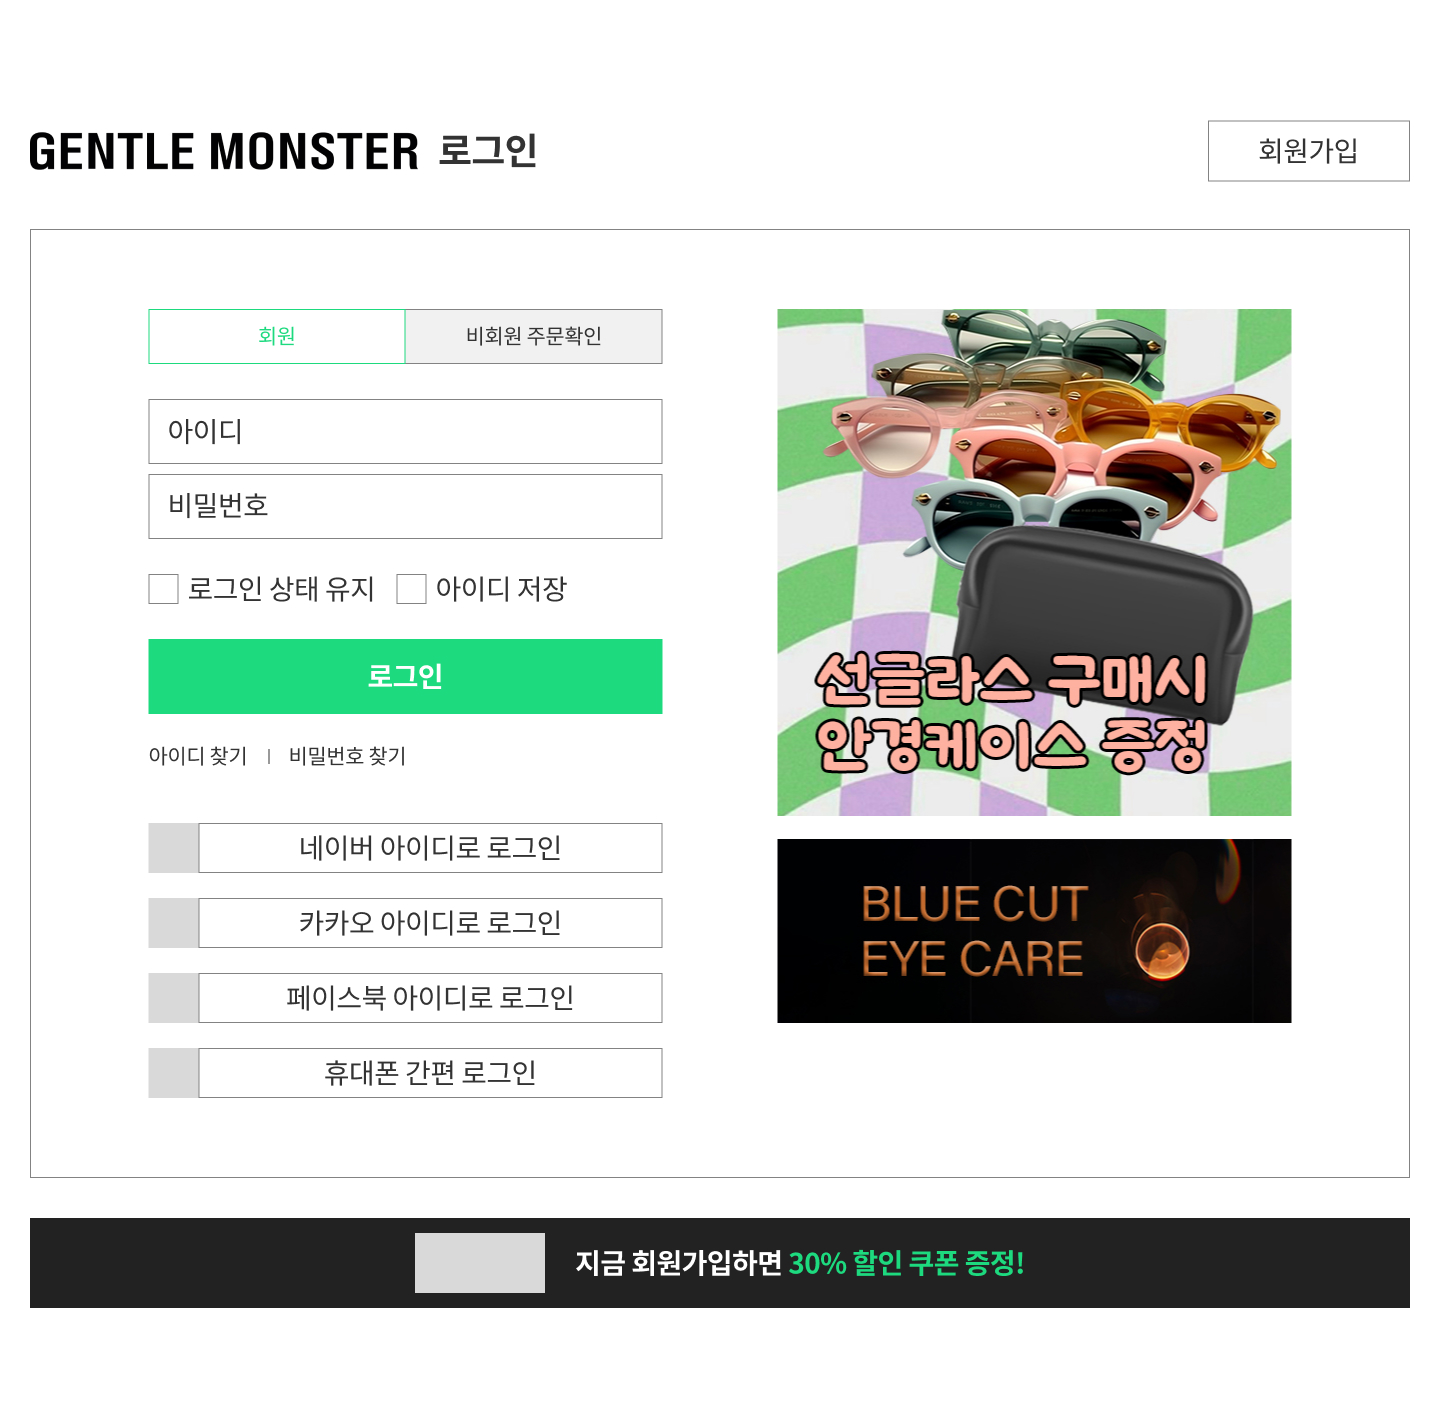 GENTLE MONSTER 로그인
회원가입
회원 비회원 주문확인
아이디
비밀번호
로그인 상태 유지 아이디 저장
로그인
아이디 찾기 | 비밀번호 찾기
네이버 아이디로 로그인
카카오 아이디로 로그인
페이스북 아이디로 로그인
휴대폰 간편 로그인
선글라스 구매시
안경케이스 증정
BLUE CUT
EYE CARE
지금 회원가입하면 30% 할인 쿠폰 증정!